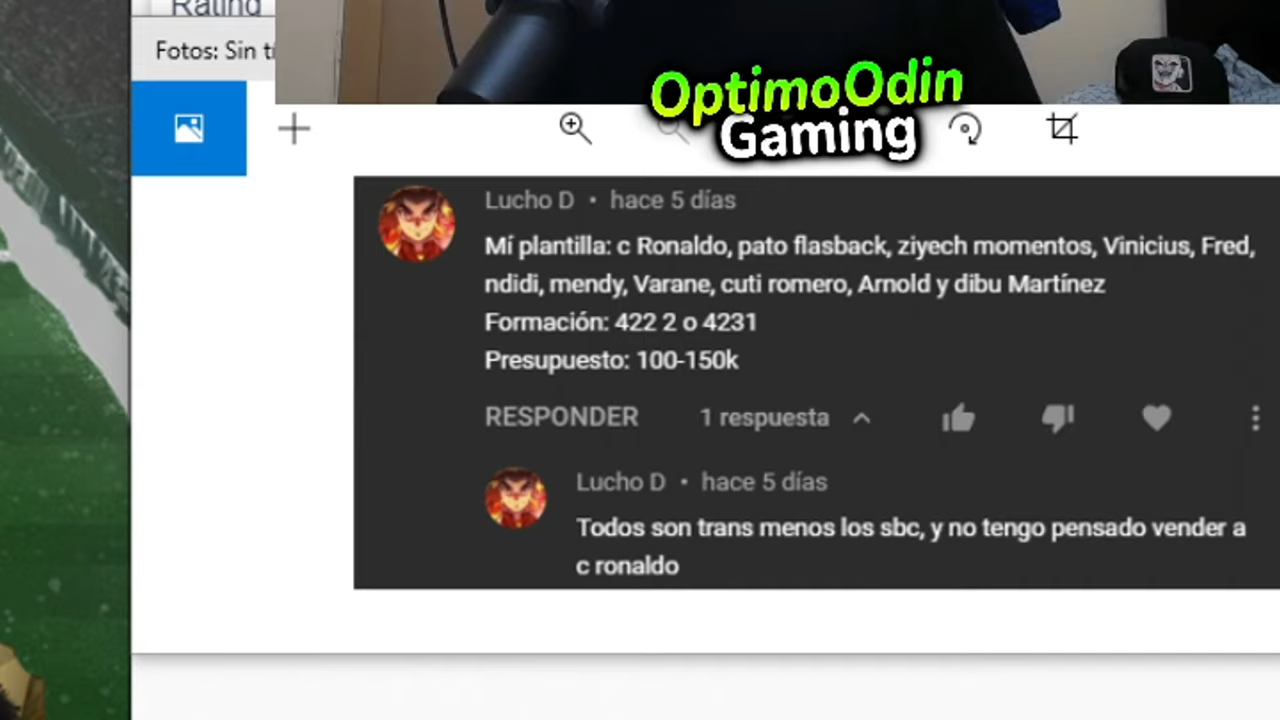 Rating
Fotos: Sin t
OptimoOdin
Gaming
Lucho D • hace 5 días
Mí plantilla: c Ronaldo, pato flasback, ziyech momentos, Vinicius, Fred,
ndidi, mendy, Varane, cuti romero, Arnold y dibu Martínez
Formación: 422 2 o 4231
Presupuesto: 100-150k
RESPONDER 1 respuesta
Lucho D • hace 5 días
Todos son trans menos los sbc, y no tengo pensado vender a
c ronaldo